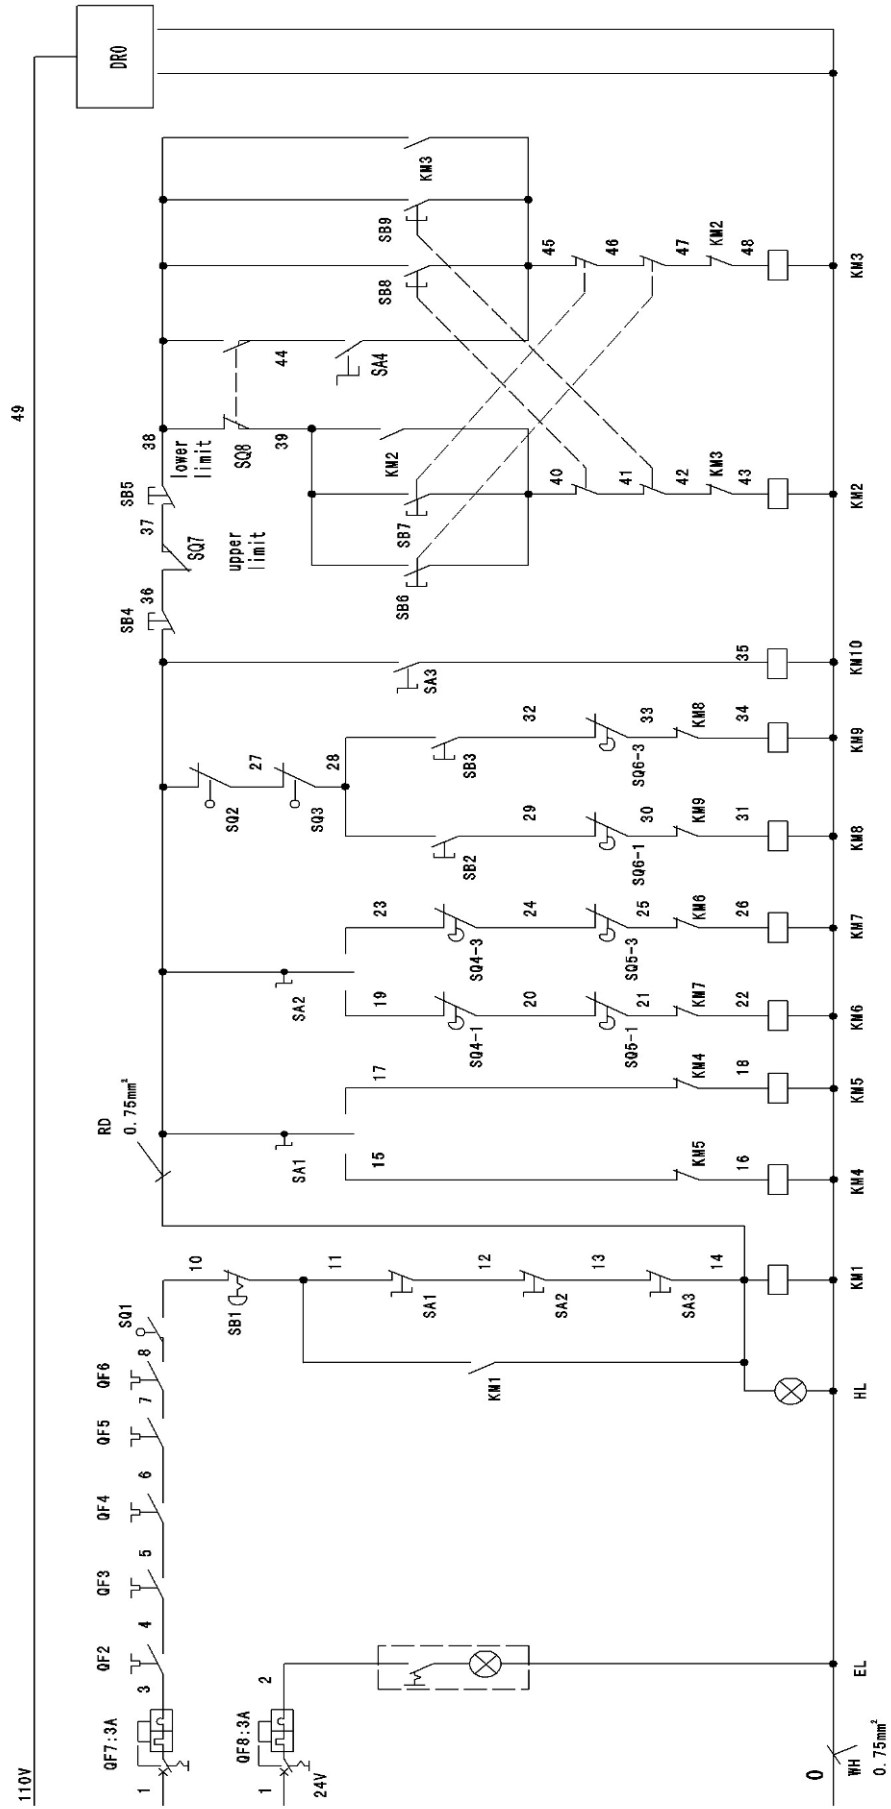 110V
49
DRO
QF7:3A
QF2
QF3
QF4
QF5
QF6
SQ1
RD
0.75mm²
SB4
SQ7
upper
limit
SB5
lower
limit
SQ8
1
3
4
5
6
7
8
10
36
37
38
QF8:3A
1
24V
2
SB1
11
SA1
12
SA2
13
SA3
14
KM1
SA1
15
17
KM5
KM4
16
18
SA2
19
23
SQ4-1
SQ4-3
20
24
SQ5-1
SQ5-3
21
25
KM7
KM6
22
26
SQ2
27
SQ3
28
SB2
SB3
29
32
SQ6-1
SQ6-3
30
33
KM9
KM8
31
34
SA3
35
39
44
SA4
SB6
SB7
KM2
SB8
SB9
KM3
40
41
42
KM3
43
45
46
47
KM2
48
0
WH
0.75mm²
EL
HL
KM1
KM4
KM5
KM6
KM7
KM8
KM9
KM10
KM2
KM3